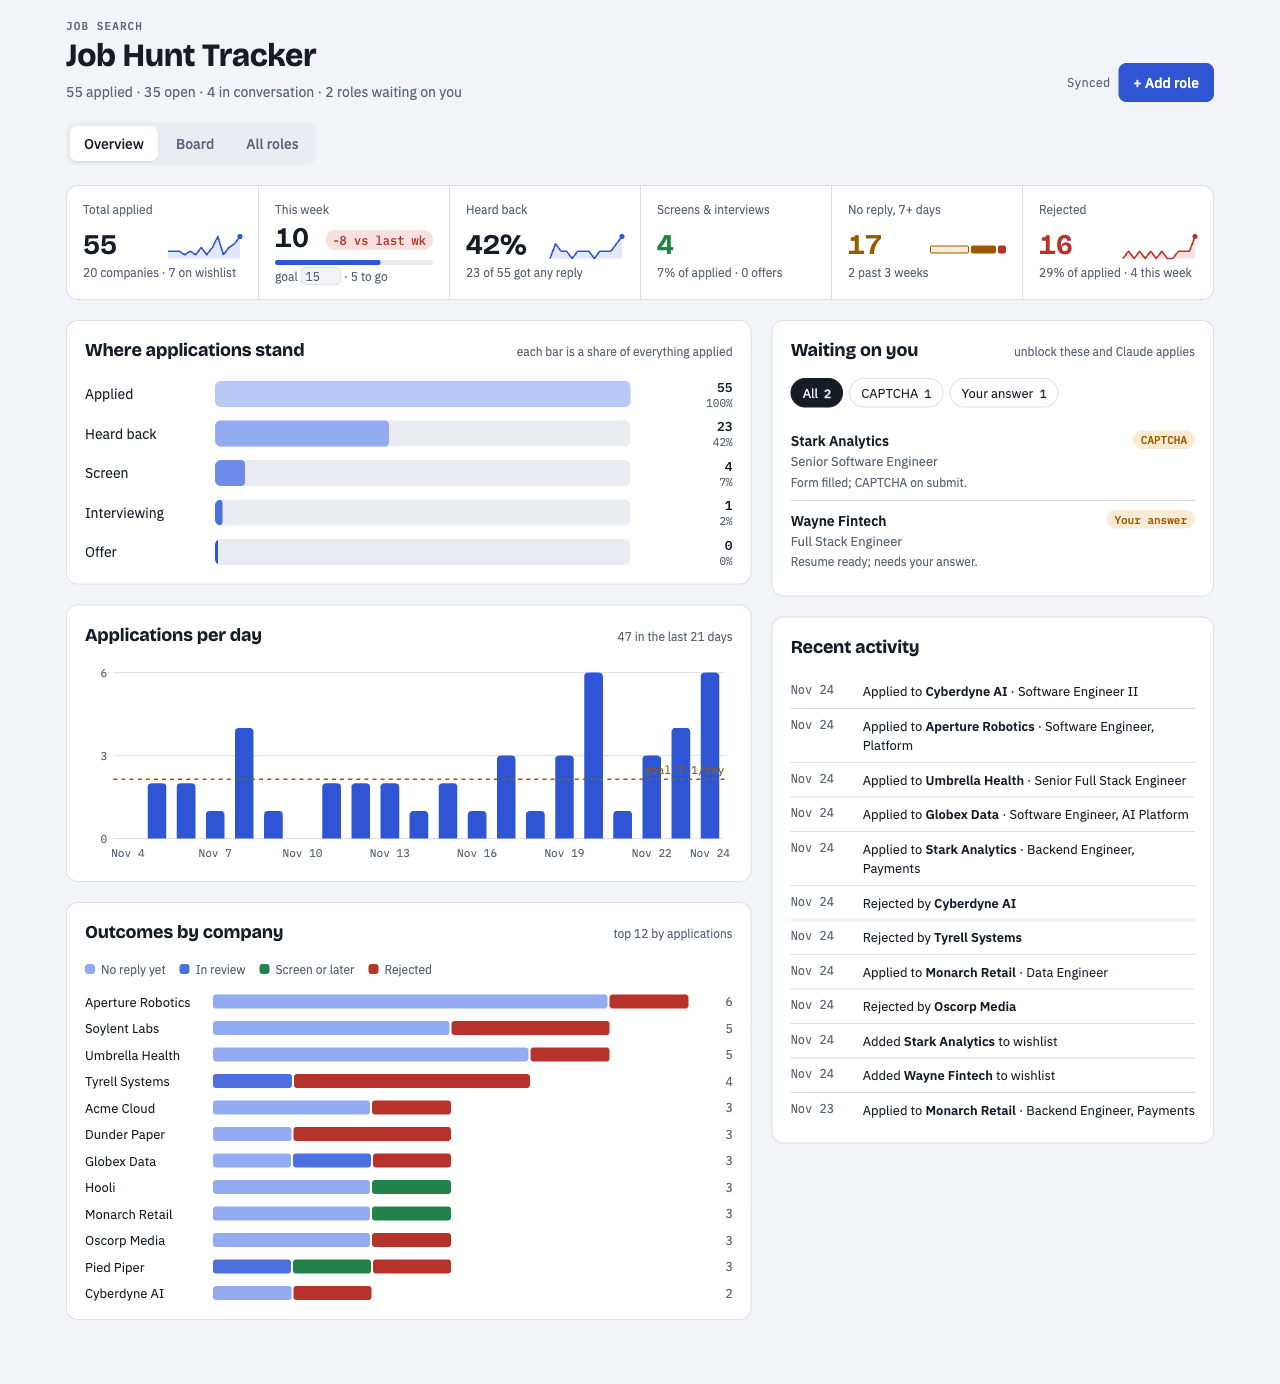 JOB SEARCH
Job Hunt Tracker
55 applied · 35 open · 4 in conversation · 2 roles waiting on you
Synced
+ Add role
Overview
Board
All roles
Total applied
55
20 companies · 7 on wishlist
This week
10
-8 vs last wk
goal 15 · 5 to go
Heard back
42%
23 of 55 got any reply
Screens & interviews
4
7% of applied · 0 offers
No reply, 7+ days
17
2 past 3 weeks
Rejected
16
29% of applied · 4 this week
Where applications stand
each bar is a share of everything applied
Applied
55
100%
Heard back
23
42%
Screen
4
7%
Interviewing
1
2%
Offer
0
0%
Waiting on you
unblock these and Claude applies
All 2
CAPTCHA 1
Your answer 1
Stark Analytics
CAPTCHA
Senior Software Engineer
Form filled; CAPTCHA on submit.
Wayne Fintech
Your answer
Full Stack Engineer
Resume ready; needs your answer.
Applications per day
47 in the last 21 days
6
3
0
goal 2.1/day
Nov 4
Nov 7
Nov 10
Nov 13
Nov 16
Nov 19
Nov 22
Nov 24
Recent activity
Nov 24 Applied to Cyberdyne AI · Software Engineer II
Nov 24 Applied to Aperture Robotics · Software Engineer,
Platform
Nov 24 Applied to Umbrella Health · Senior Full Stack Engineer
Nov 24 Applied to Globex Data · Software Engineer, AI Platform
Nov 24 Applied to Stark Analytics · Backend Engineer,
Payments
Nov 24 Rejected by Cyberdyne AI
Nov 24 Rejected by Tyrell Systems
Nov 24 Applied to Monarch Retail · Data Engineer
Nov 24 Rejected by Oscorp Media
Nov 24 Added Stark Analytics to wishlist
Nov 24 Added Wayne Fintech to wishlist
Nov 23 Applied to Monarch Retail · Backend Engineer, Payments
Outcomes by company
top 12 by applications
No reply yet
In review
Screen or later
Rejected
Aperture Robotics 6
Soylent Labs 5
Umbrella Health 5
Tyrell Systems 4
Acme Cloud 3
Dunder Paper 3
Globex Data 3
Hooli 3
Monarch Retail 3
Oscorp Media 3
Pied Piper 3
Cyberdyne AI 2